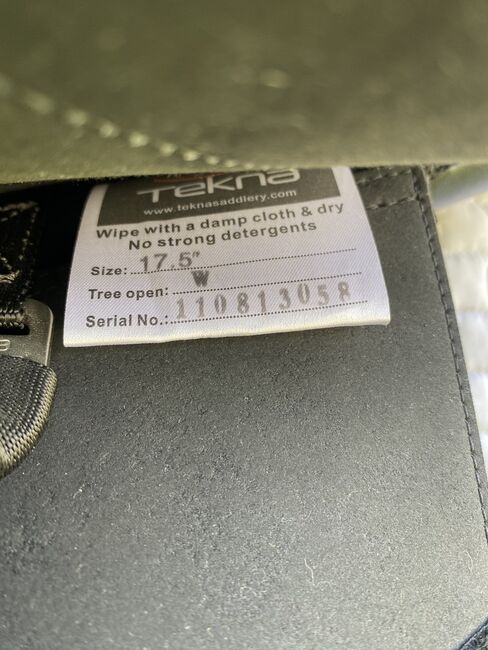 Tekna
www.teknasaddlery.com
Wipe with a damp cloth & dry
No strong detergents
Size: 17.5"
Tree open: W
Serial No.: 110813058